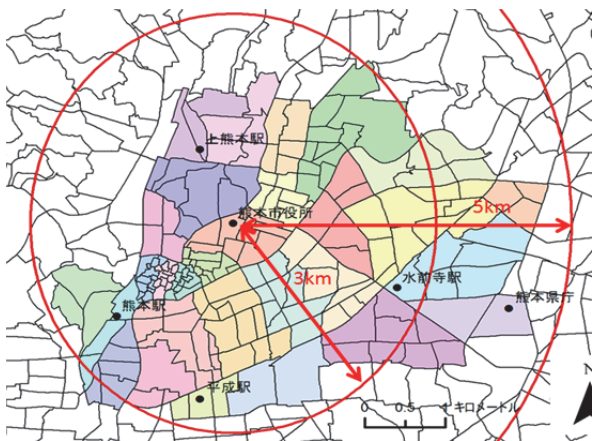 上熊本駅
熊本市役所
5km
3km
水前寺駅
熊本県庁
熊本駅
平成駅
N
0 0.5 1 キロメートル